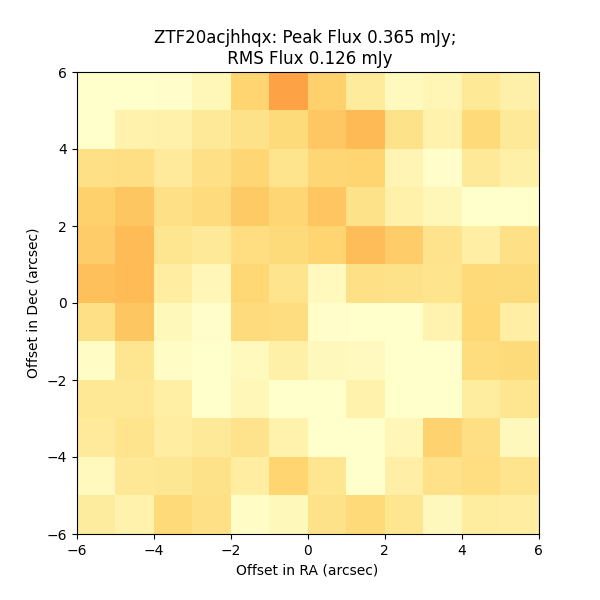 ZTF20acjhhqx: Peak Flux 0.365 mJy;
RMS Flux 0.126 mJy
6
4
2
0
−2
−4
−6
Offset in Dec (arcsec)
−6 −4 −2 0 2 4 6
Offset in RA (arcsec)